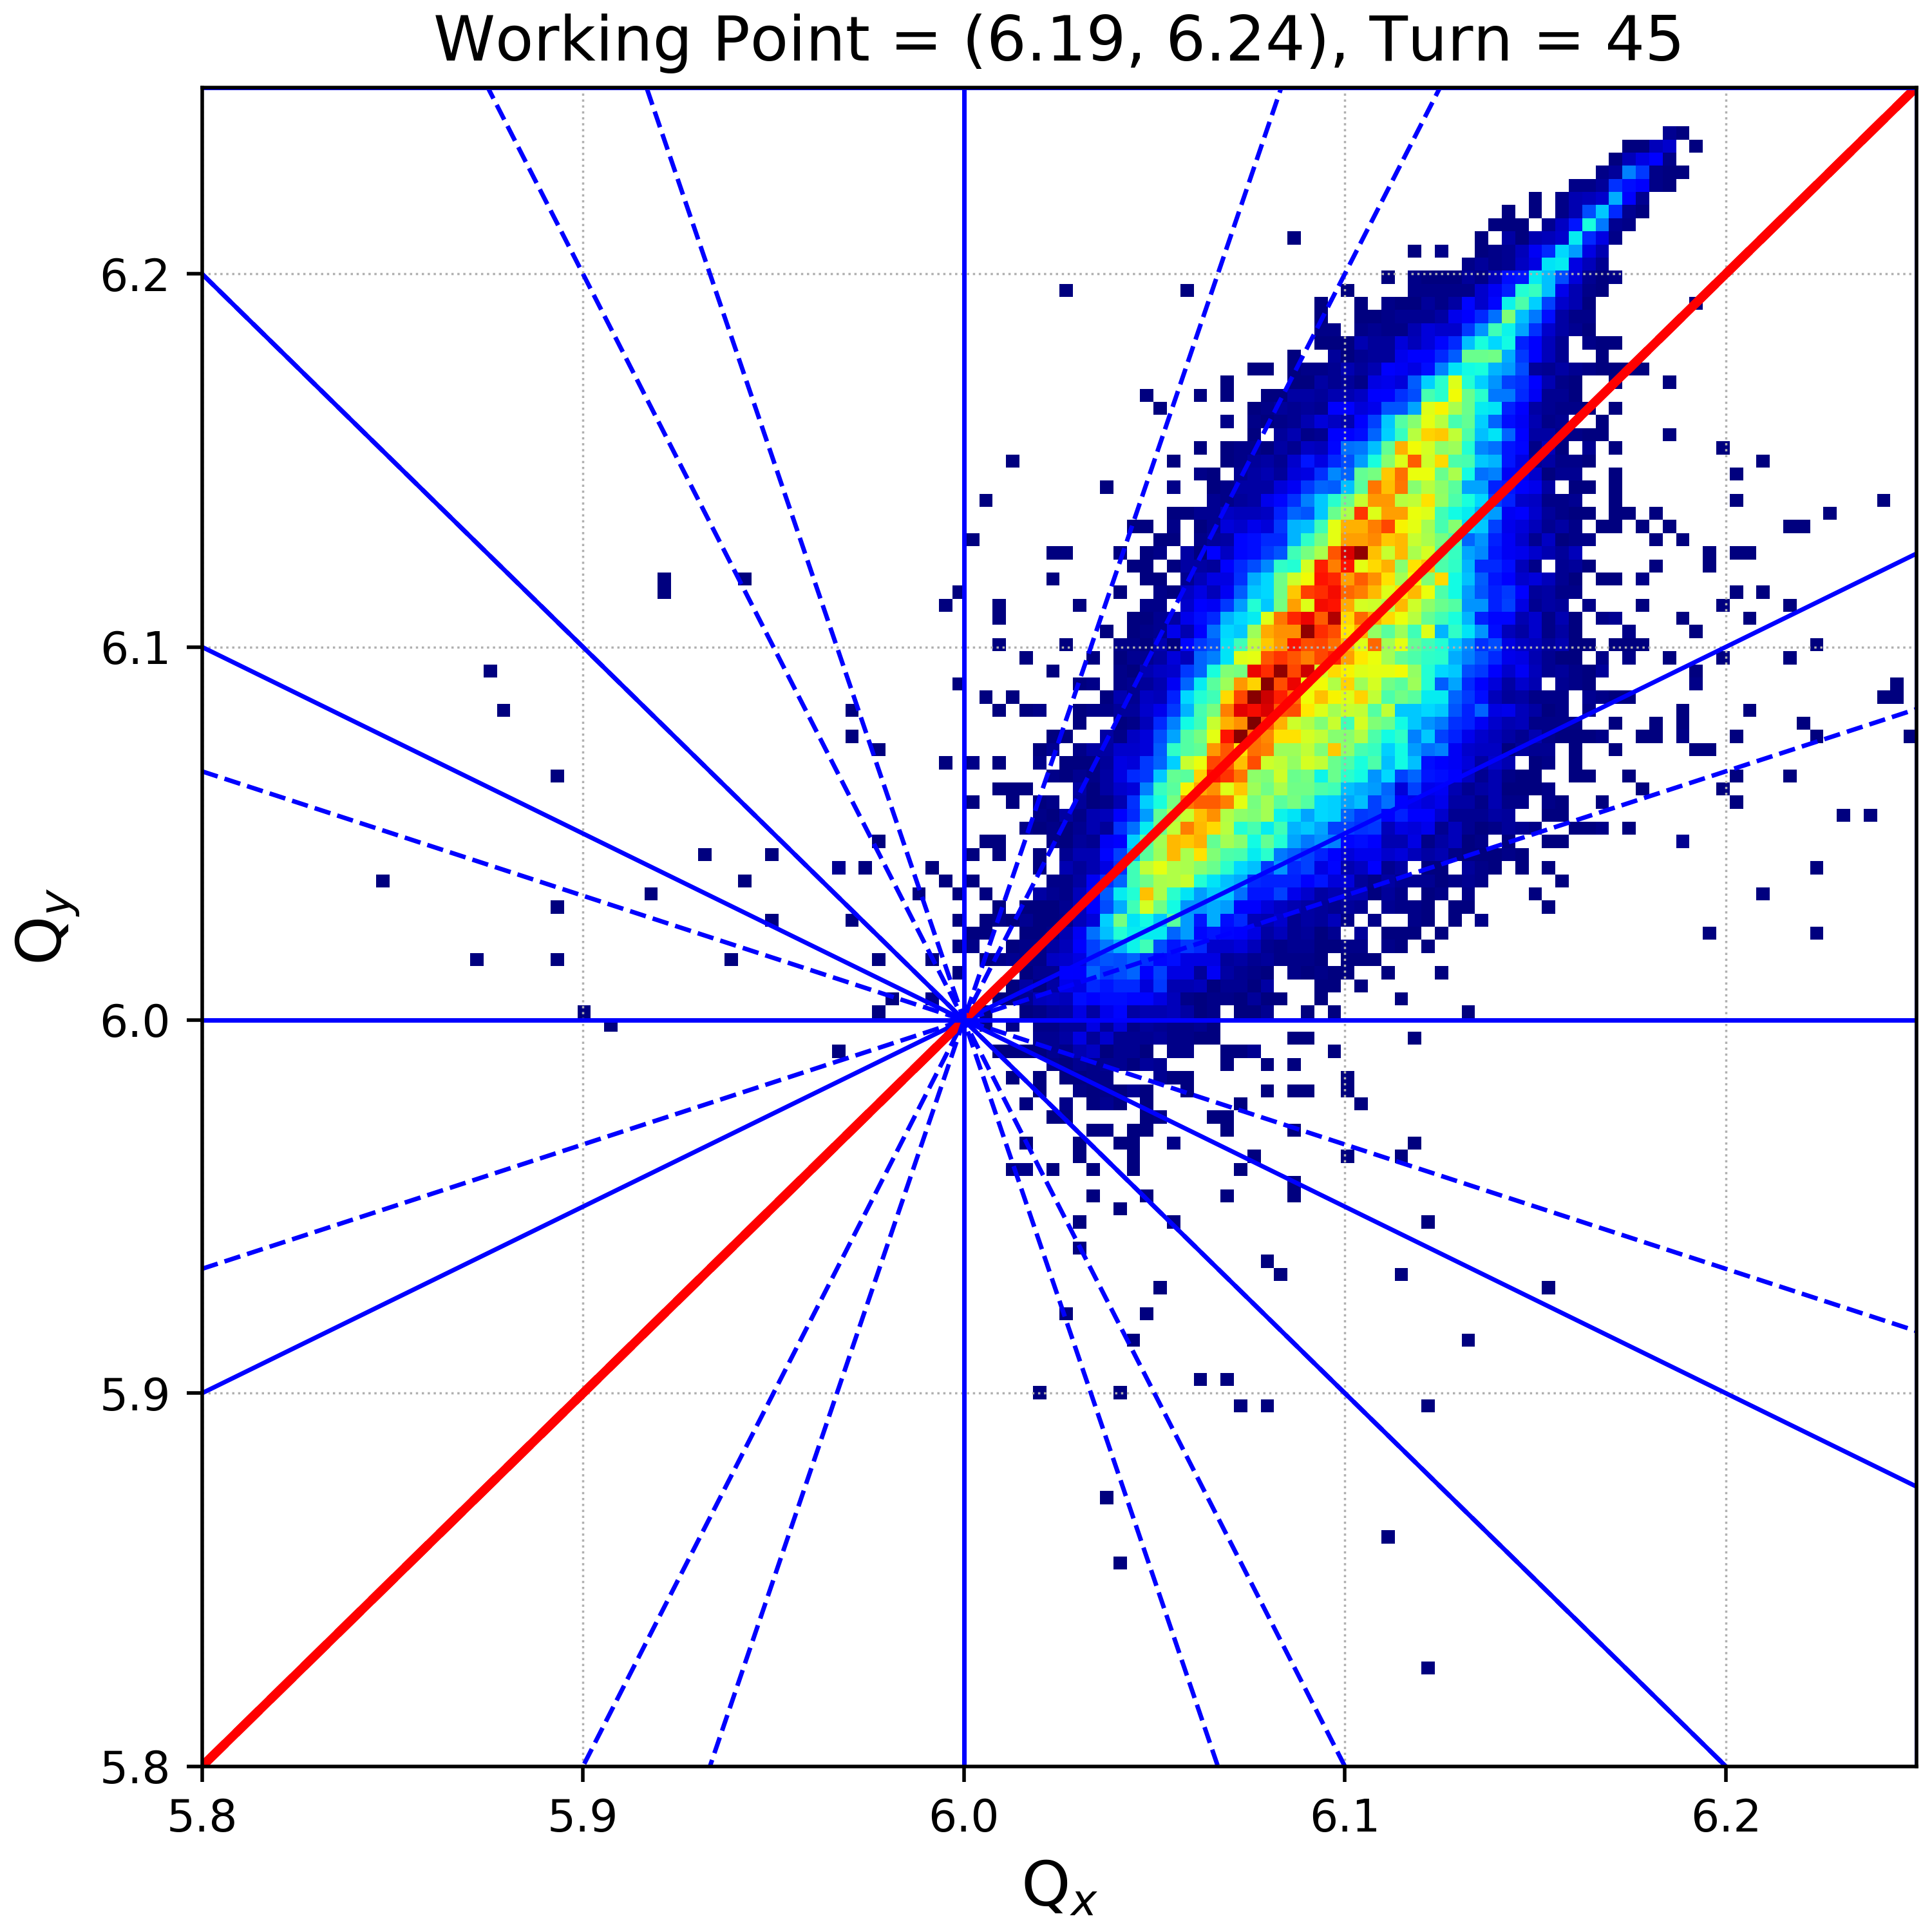 Working Point = (6.19, 6.24), Turn = 45
6.2
6.1
6.0
5.9
5.8
Qy
5.8 5.9 6.0 6.1 6.2
Qx